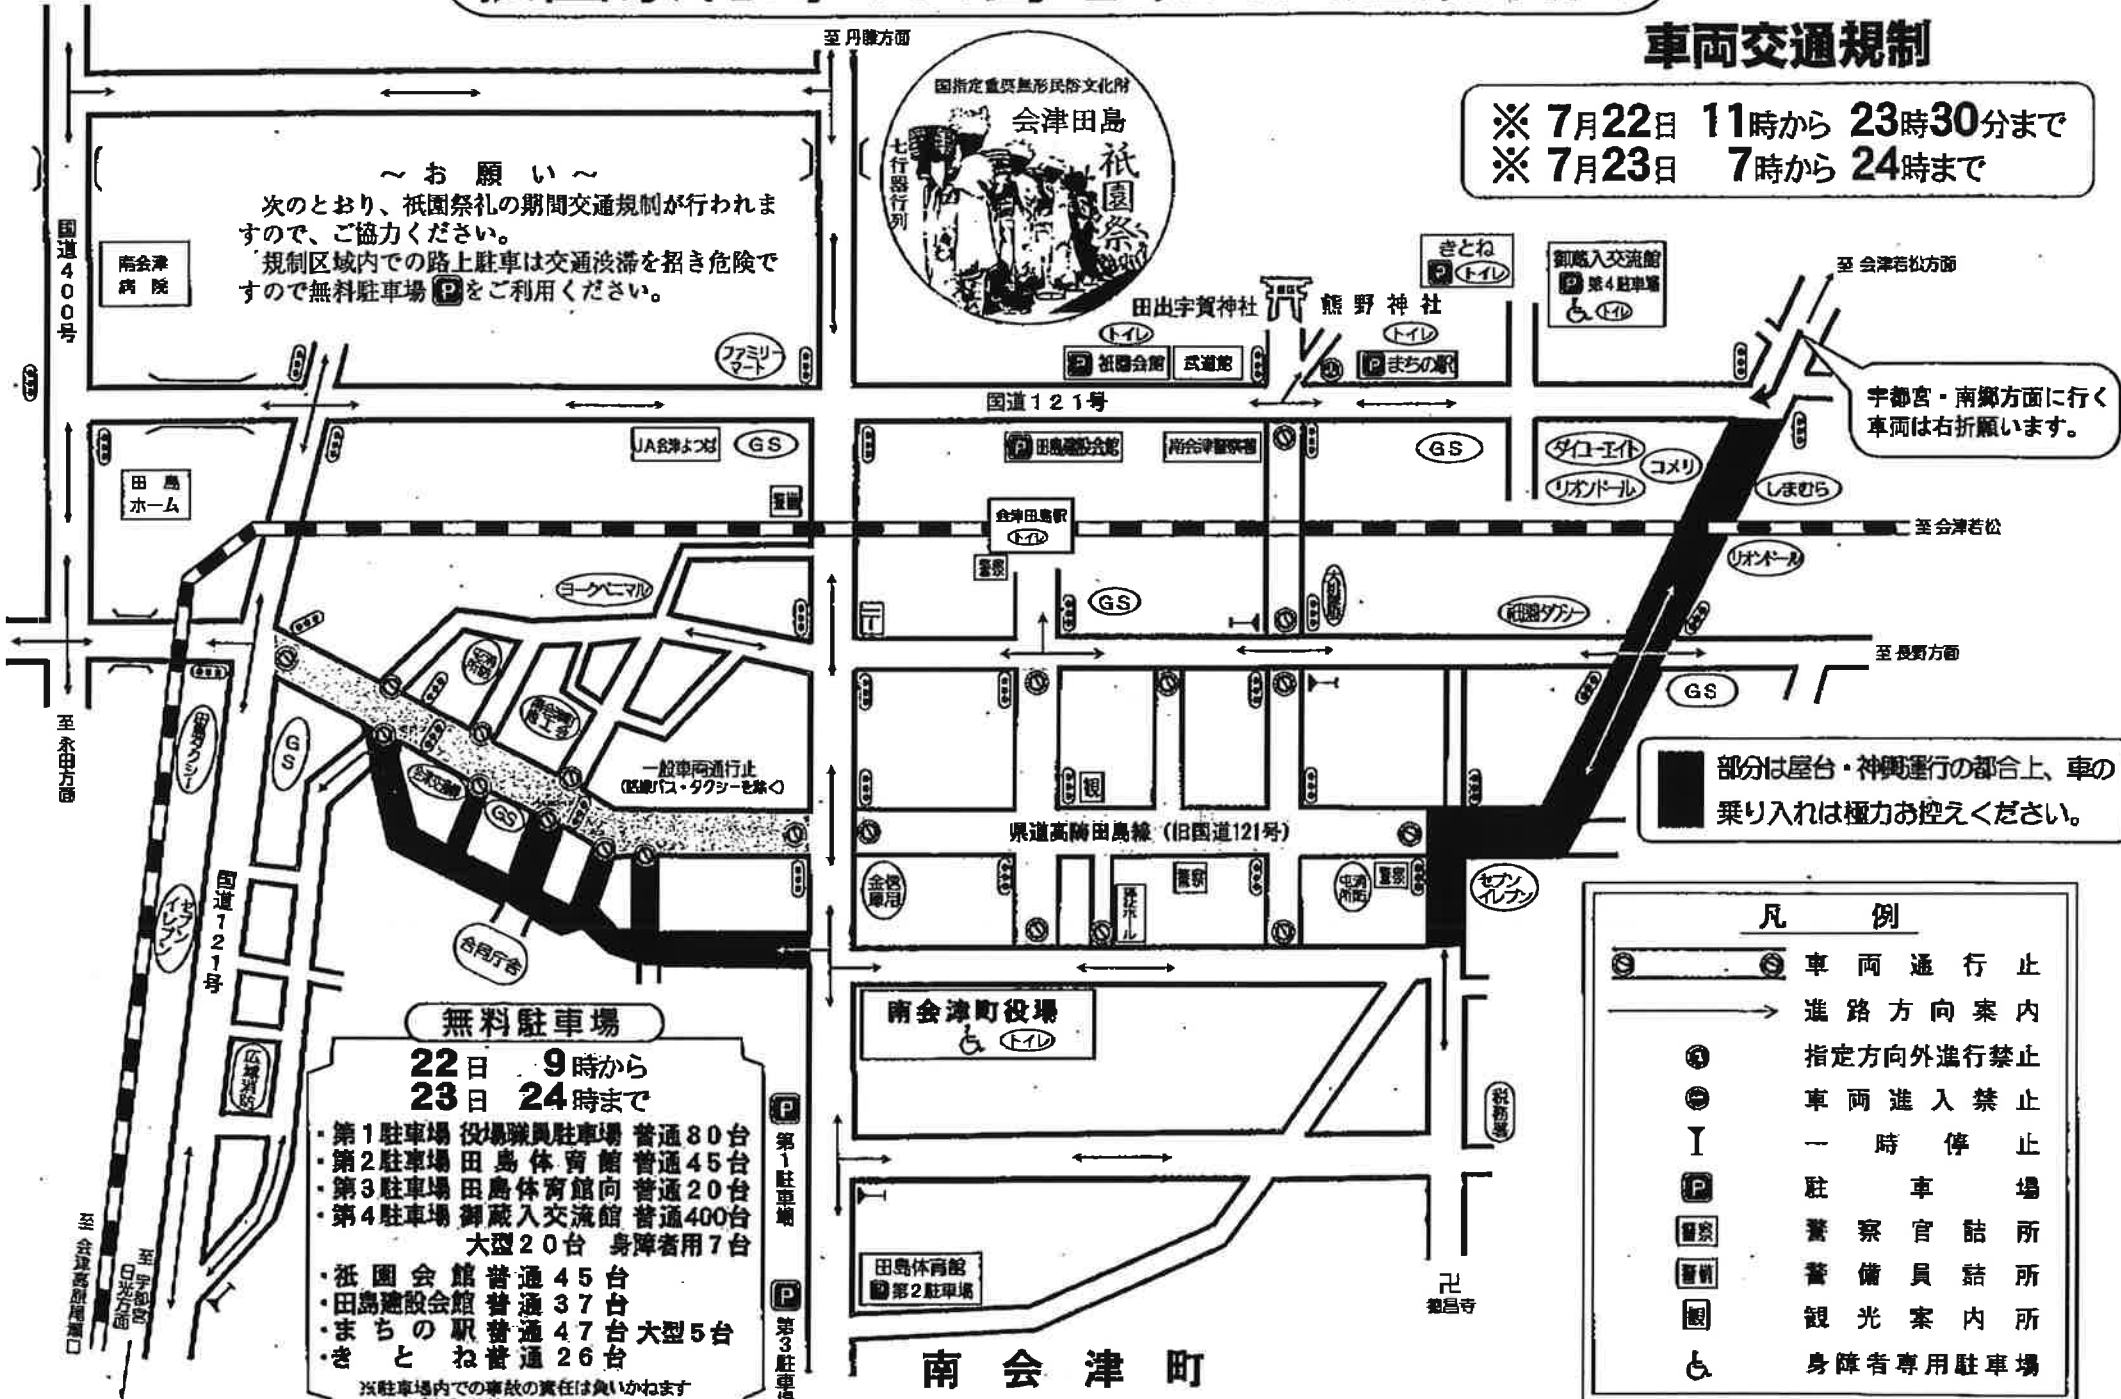 車両交通規制
※ 7月22日 11時から 23時30分まで
※ 7月23日 7時から 24時まで
至 丹藤方面
国指定重要無形民俗文化財
会津田島
祇園祭
七行器行列
～お願い～
次のとおり、祇園祭礼の期間交通規制が行われま
すので、ご協力ください。
規制区域内での路上駐車は交通渋滞を招き危険で
すので無料駐車場Pをご利用ください。
国道400号
南会津
病院
ファミリー
マート
田出宇賀神社
熊野神社
トイレ
P 祇園会館
武道館
トイレ
P まちの駅
きとね
P トイレ
御蔵入交流館
P 第4駐車場
トイレ
至 会津若松方面
宇都宮・南郷方面に行く
車両は右折願います。
国道121号
田島
ホーム
JA会津よつば
GS
P 田島建設会館
南会津警察署
GS
ダイユーエイト
コメリ
リオンドール
しまむら
警備
会津田島駅
トイレ
至 会津若松
警察
リオンドール
ヨークベニマル
〒
GS
祇園タクシー
至 長野方面
GS
至 永田方面
田島タクシー
GS
一般車両通行止
(路線バス・タクシーを除く)
GS
観
県道高陦田島線 (旧国道121号)
部分は屋台・神輿運行の都合上、車の
乗り入れは極力お控えください。
セブン
イレブン
国道121号
合同庁舎
信用
金庫
警察
消防
屯所
警察
セブン
イレブン
広域消防
南会津町役場
トイレ
税務署
無料駐車場
22日 9時から
23日 24時まで
・第1駐車場 役場職員駐車場 普通80台
・第2駐車場 田島体育館 普通45台
・第3駐車場 田島体育館向 普通20台
・第4駐車場 御蔵入交流館 普通400台
大型20台 身障者用7台
・祇園会館 普通45台
・田島建設会館 普通37台
・まちの駅 普通47台 大型5台
・きとね 普通26台
※駐車場内での事故の責任は負いかねます
P 第1駐車場
P 第3駐車場
田島体育館
P 第2駐車場
卍
徳昌寺
至 会津高原尾瀬口
至 宇都宮
日光方面
南会津町
凡例
車両通行止
進路方向案内
指定方向外進行禁止
車両進入禁止
一時停止
P 駐車場
警察 警察官詰所
警備 警備員詰所
観 観光案内所
身障者専用駐車場